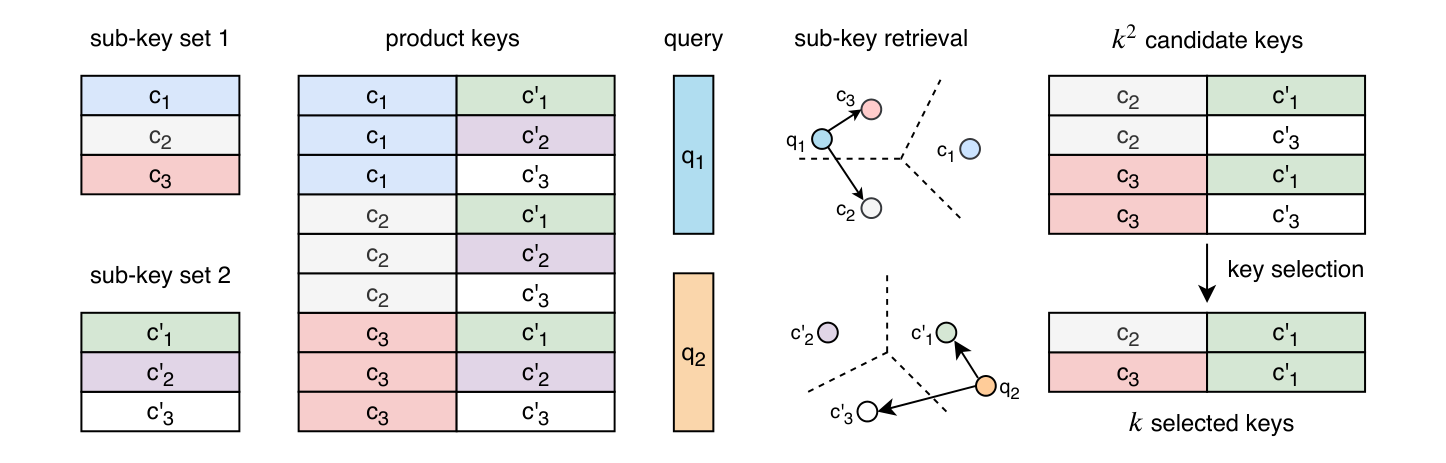 sub-key set 1
c1
c2
c3
sub-key set 2
c'1
c'2
c'3
product keys
c1 c'1
c1 c'2
c1 c'3
c2 c'1
c2 c'2
c2 c'3
c3 c'1
c3 c'2
c3 c'3
query
q1
q2
sub-key retrieval
c3
q1
c1
c2
c'2
c'1
q2
c'3
k² candidate keys
c2 c'1
c2 c'3
c3 c'1
c3 c'3
key selection
c2 c'1
c3 c'1
k selected keys